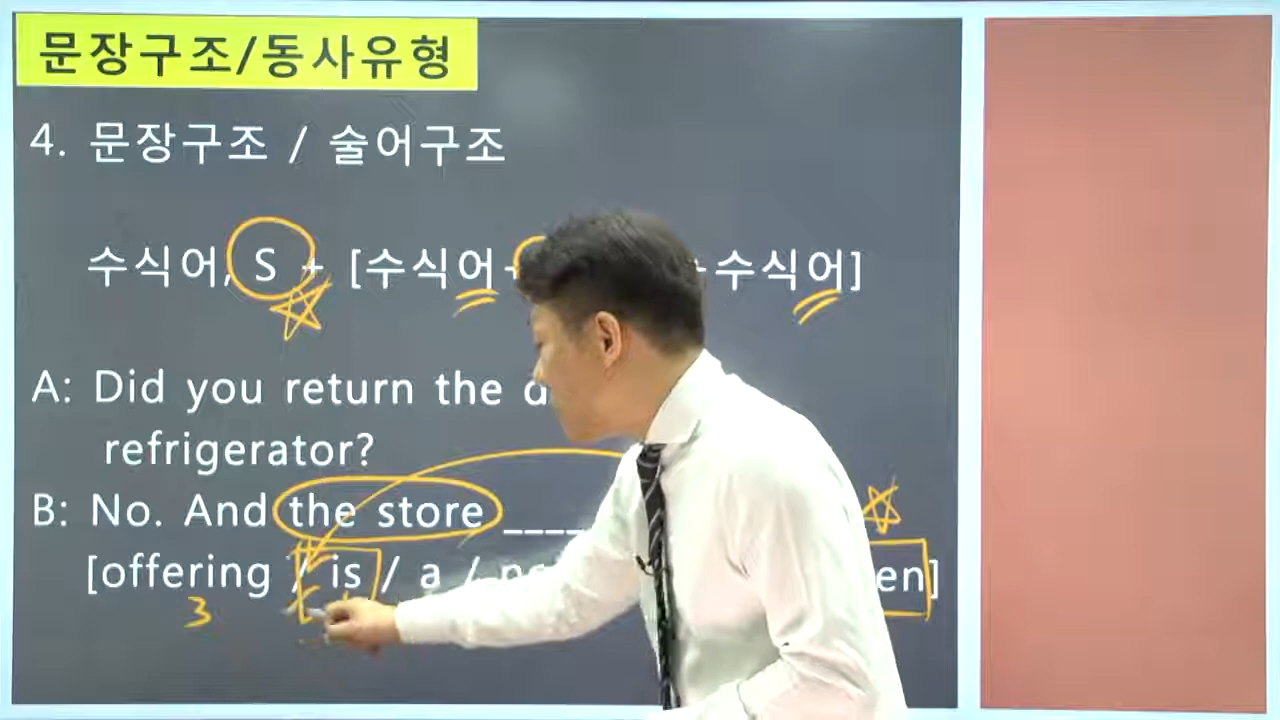 문장구조/동사유형
4. 문장구조 / 술어구조
수식어, S + [수식어+ 수식어]
A: Did you return the
refrigerator?
B: No. And the store ____
[offering / is / a / en]
3 1